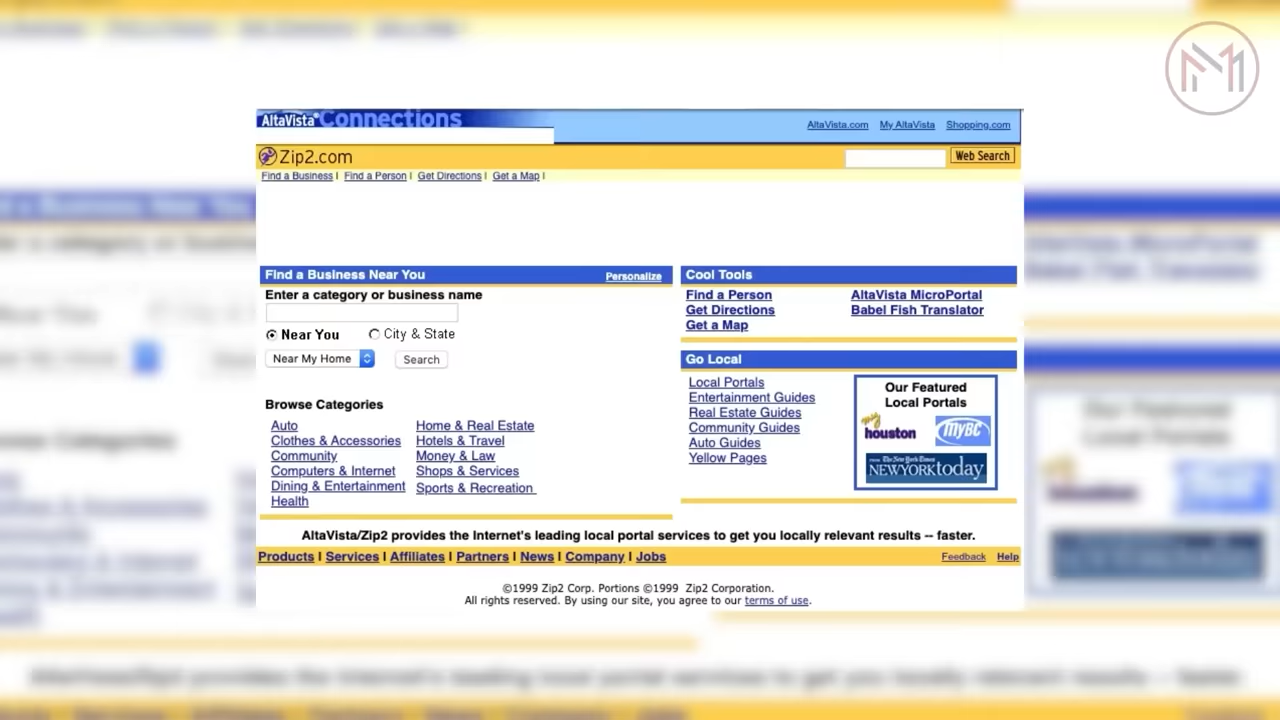 AltaVista Connections
AltaVista.com My AltaVista Shopping.com
Zip2.com
Web Search
Find a Business | Find a Person | Get Directions | Get a Map |
Find a Business Near You Personalize
Enter a category or business name
Near You City & State
Near My Home Search
Browse Categories
Auto
Clothes & Accessories
Community
Computers & Internet
Dining & Entertainment
Health
Home & Real Estate
Hotels & Travel
Money & Law
Shops & Services
Sports & Recreation
Cool Tools
Find a Person
Get Directions
Get a Map
AltaVista MicroPortal
Babel Fish Translator
Go Local
Local Portals
Entertainment Guides
Real Estate Guides
Community Guides
Auto Guides
Yellow Pages
Our Featured
Local Portals
my houston
MyBC
The New York Times
NEWYORKtoday
AltaVista/Zip2 provides the Internet's leading local portal services to get you locally relevant results -- faster.
Products | Services | Affiliates | Partners | News | Company | Jobs
Feedback Help
©1999 Zip2 Corp. Portions ©1999 Zip2 Corporation.
All rights reserved. By using our site, you agree to our terms of use.